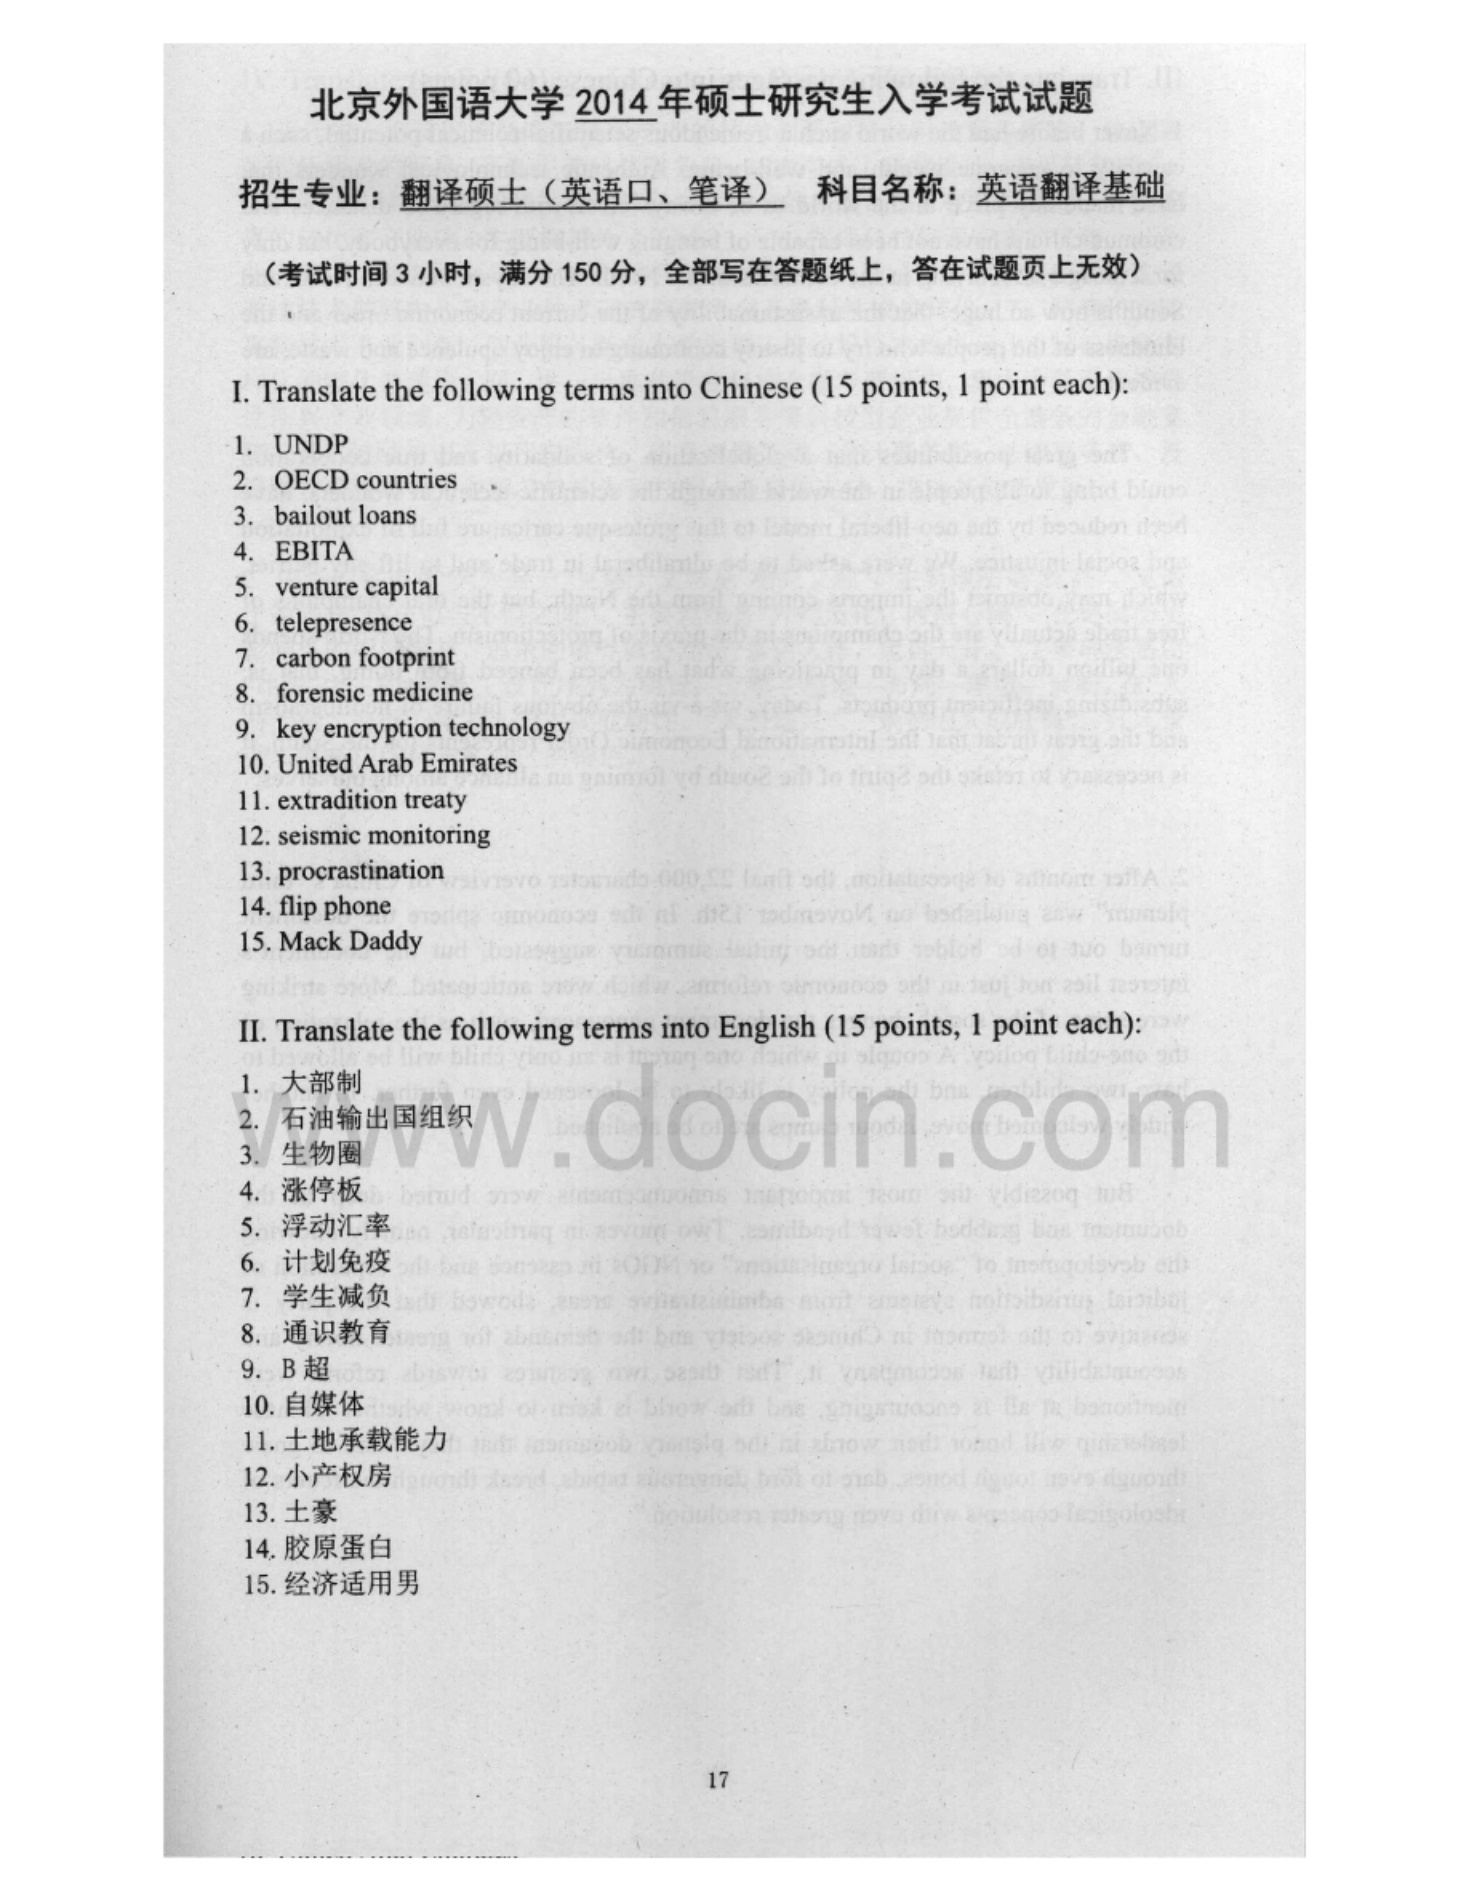 北京外国语大学 2014 年硕士研究生入学考试试题
招生专业：翻译硕士（英语口、笔译） 科目名称：英语翻译基础
（考试时间 3 小时，满分 150 分，全部写在答题纸上，答在试题页上无效）
I. Translate the following terms into Chinese (15 points, 1 point each):
1. UNDP
2. OECD countries
3. bailout loans
4. EBITA
5. venture capital
6. telepresence
7. carbon footprint
8. forensic medicine
9. key encryption technology
10. United Arab Emirates
11. extradition treaty
12. seismic monitoring
13. procrastination
14. flip phone
15. Mack Daddy
II. Translate the following terms into English (15 points, 1 point each):
1. 大部制
2. 石油输出国组织
3. 生物圈
4. 涨停板
5. 浮动汇率
6. 计划免疫
7. 学生减负
8. 通识教育
9. B 超
10. 自媒体
11. 土地承载能力
12. 小产权房
13. 土豪
14. 胶原蛋白
15. 经济适用男
www.docin.com
17